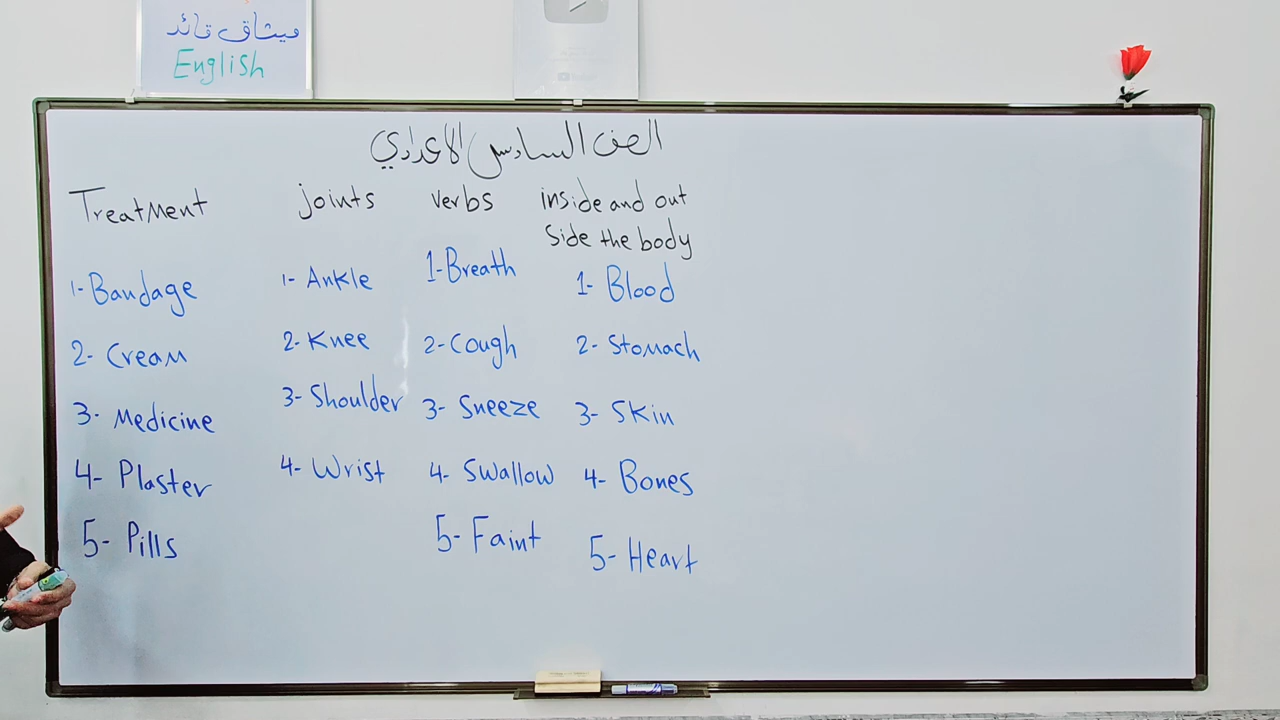 ميثاق قائد
English
الصف السادس الاعدادي
Treatment
1- Bandage
2- Cream
3- Medicine
4- Plaster
5- Pills
joints
1- Ankle
2- Knee
3- Shoulder
4- Wrist
verbs
1- Breath
2- Cough
3- Sneeze
4- Swallow
5- Faint
inside and out
side the body
1- Blood
2- Stomach
3- Skin
4- Bones
5- Heart